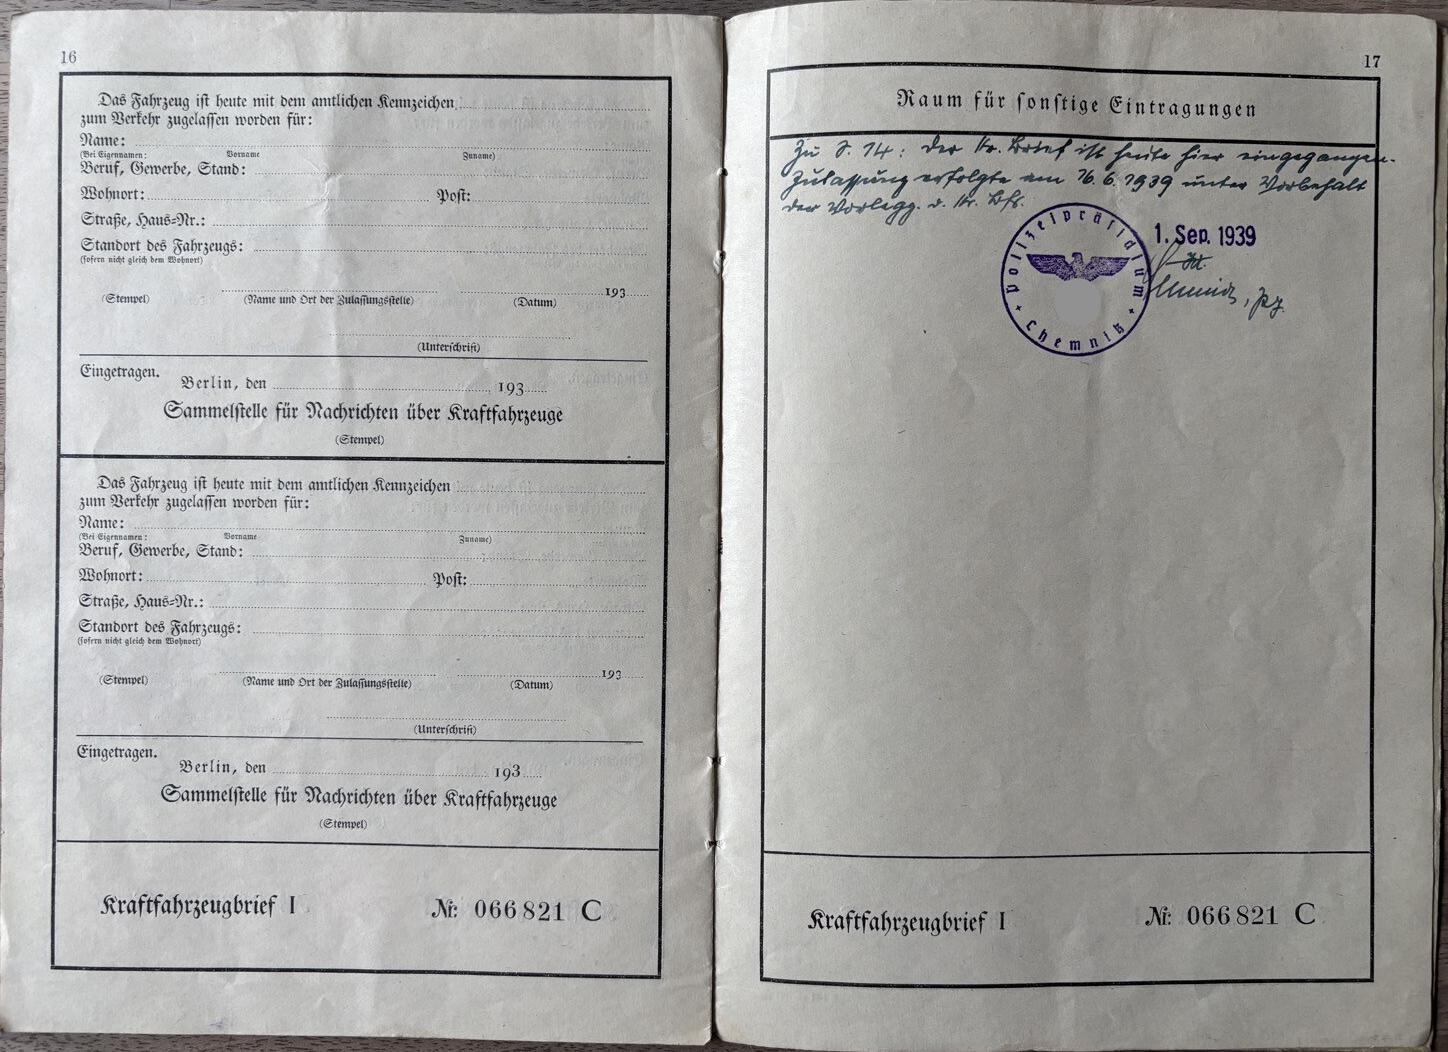 16
Das Fahrzeug ist heute mit dem amtlichen Kennzeichen
zum Verkehr zugelassen worden für:
Name:
(Bei Eigennamen: Vorname Zuname)
Beruf, Gewerbe, Stand:
Wohnort: Post:
Straße, Haus-Nr.:
Standort des Fahrzeugs:
(sofern nicht gleich dem Wohnort)
193
(Stempel) (Name und Ort der Zulassungsstelle) (Datum)
(Unterschrift)
Eingetragen.
Berlin, den 193
Sammelstelle für Nachrichten über Kraftfahrzeuge
(Stempel)
Das Fahrzeug ist heute mit dem amtlichen Kennzeichen
zum Verkehr zugelassen worden für:
Name:
(Bei Eigennamen: Vorname Zuname)
Beruf, Gewerbe, Stand:
Wohnort: Post:
Straße, Haus-Nr.:
Standort des Fahrzeugs:
(sofern nicht gleich dem Wohnort)
193
(Stempel) (Name und Ort der Zulassungsstelle) (Datum)
(Unterschrift)
Eingetragen.
Berlin, den 193
Sammelstelle für Nachrichten über Kraftfahrzeuge
(Stempel)
Kraftfahrzeugbrief I Nr: 066821 C
17
Raum für sonstige Eintragungen
Zu S. 14: Der Kr. Brief ist heute hier eingegangen.
Zulassung erfolgte am 16.6.1939 unter Vorbehalt
der Vorlegg. d. Kr. Bfs.
Polizeipräsidium
Chemnitz
1. Sep. 1939
Kraftfahrzeugbrief I Nr: 066821 C